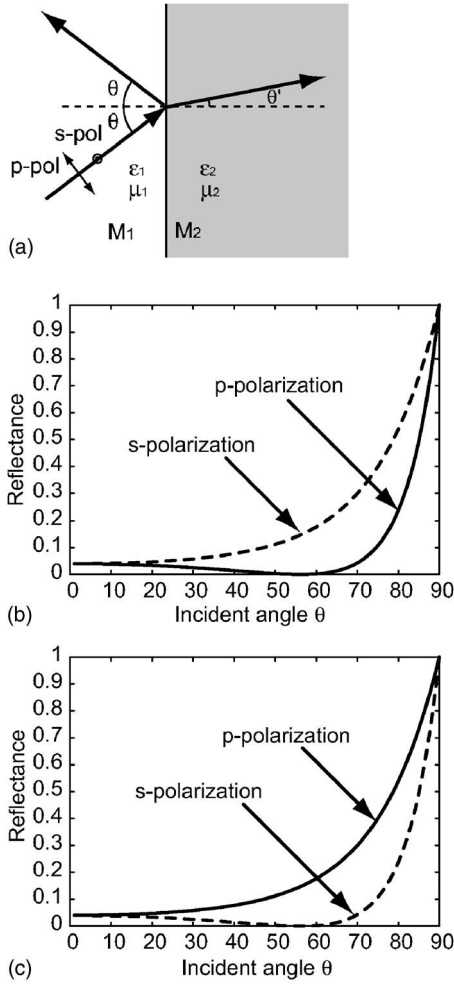 θ
θ
θ'
s-pol
p-pol
ε1
μ1
ε2
μ2
M1
M2
(a)
Reflectance
1
0.9
0.8
0.7
0.6
0.5
0.4
0.3
0.2
0.1
0
p-polarization
s-polarization
0 10 20 30 40 50 60 70 80 90
Incident angle θ
(b)
Reflectance
1
0.9
0.8
0.7
0.6
0.5
0.4
0.3
0.2
0.1
0
p-polarization
s-polarization
0 10 20 30 40 50 60 70 80 90
Incident angle θ
(c)